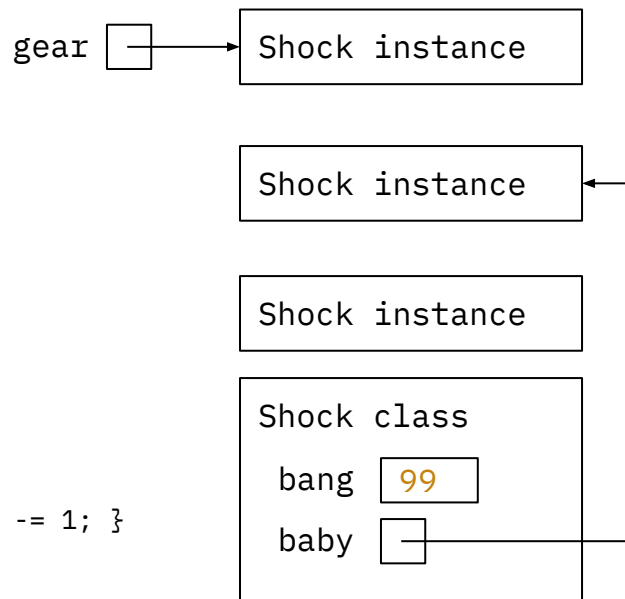 gear
Shock instance
Shock instance
Shock instance
Shock class
bang 99
-= 1; }
baby